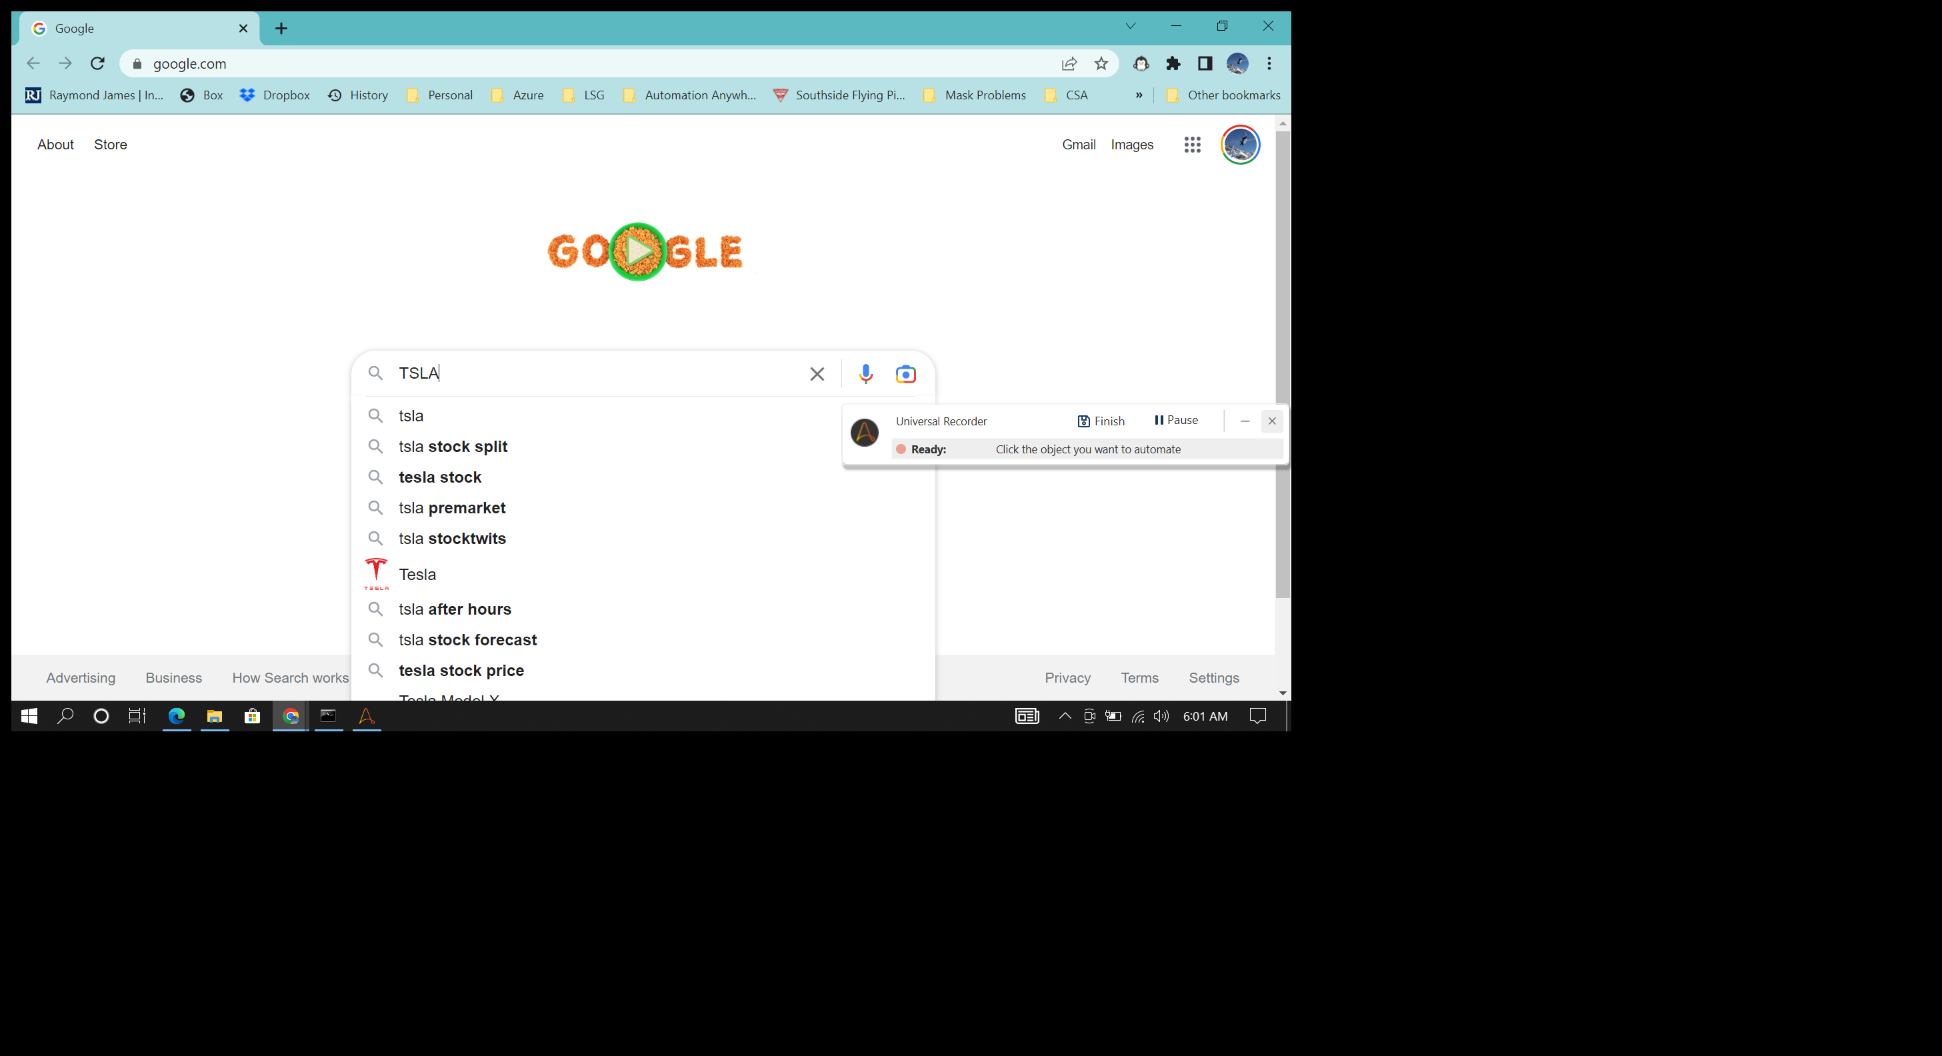 Google
google.com
Raymond James | In... Box Dropbox History Personal Azure LSG Automation Anywh... Southside Flying Pi... Mask Problems CSA » Other bookmarks
About Store Gmail Images
GOOGLE
TSLA
tsla
tsla stock split
tesla stock
tsla premarket
tsla stocktwits
TESLA
Tesla
tsla after hours
tsla stock forecast
tesla stock price
Tesla Model X
Universal Recorder Finish Pause
Ready: Click the object you want to automate
Advertising Business How Search works Privacy Terms Settings
6:01 AM